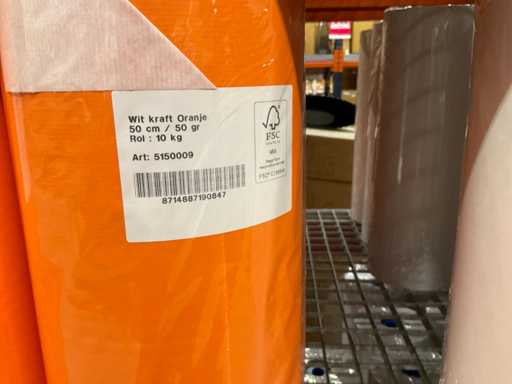 Wit kraft Oranje
50 cm / 50 gr
Rol : 10 kg
Art: 5150009
8714887190847
FSC